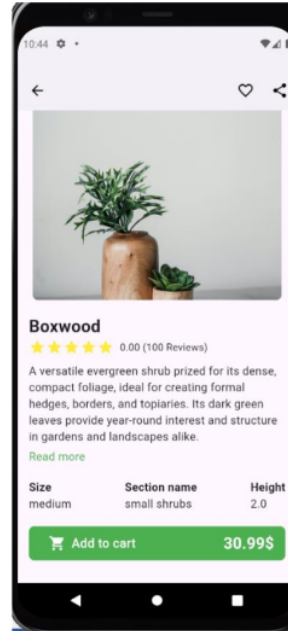 10:44
Boxwood
0.00 (100 Reviews)
A versatile evergreen shrub prized for its dense,
compact foliage, ideal for creating formal
hedges, borders, and topiaries. Its dark green
leaves provide year-round interest and structure
in gardens and landscapes alike.
Read more
Size Section name Height
medium small shrubs 2.0
Add to cart 30.99$